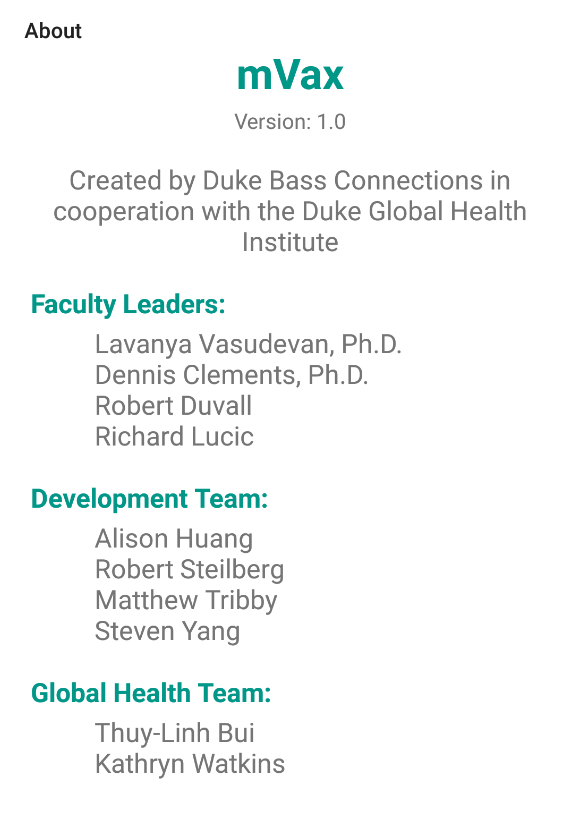 About
mVax
Version: 1.0
Created by Duke Bass Connections in
cooperation with the Duke Global Health
Institute
Faculty Leaders:
Lavanya Vasudevan, Ph.D.
Dennis Clements, Ph.D.
Robert Duvall
Richard Lucic
Development Team:
Alison Huang
Robert Steilberg
Matthew Tribby
Steven Yang
Global Health Team:
Thuy-Linh Bui
Kathryn Watkins